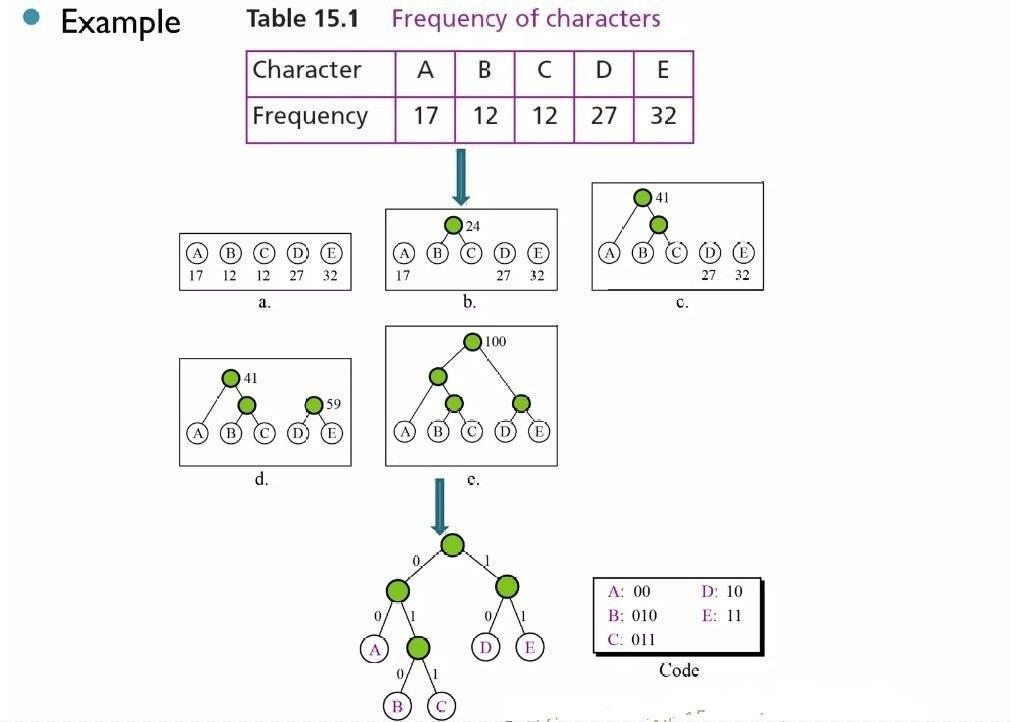 Example
Table 15.1 Frequency of characters
Character A B C D E
Frequency 17 12 12 27 32
A B C D E
17 12 12 27 32
a.
24
A B C D E
17 27 32
b.
41
A B C D E
27 32
c.
41
59
A B C D E
d.
100
A B C D E
e.
0 1
0 1 0 1
A D E
0 1
B C
A: 00 D: 10
B: 010 E: 11
C: 011
Code